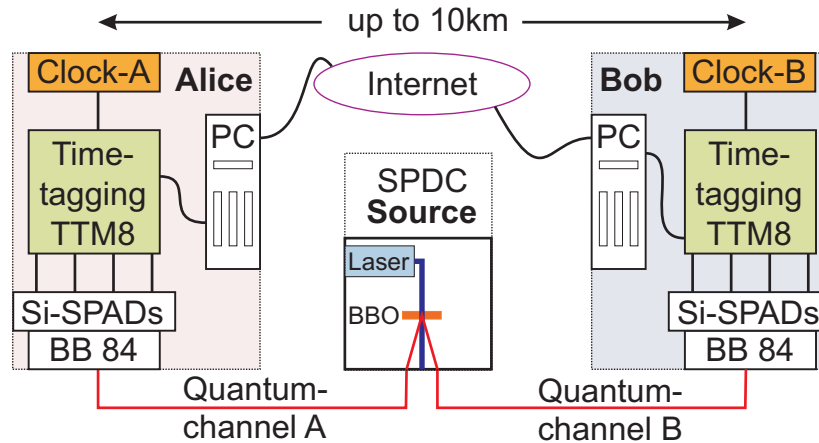 up to 10km
Clock-A
Alice
Time-
tagging
TTM8
PC
Si-SPADs
BB 84
Internet
SPDC
Source
Laser
BBO
Quantum-
channel A
Quantum-
channel B
Bob
Clock-B
PC
Time-
tagging
TTM8
Si-SPADs
BB 84